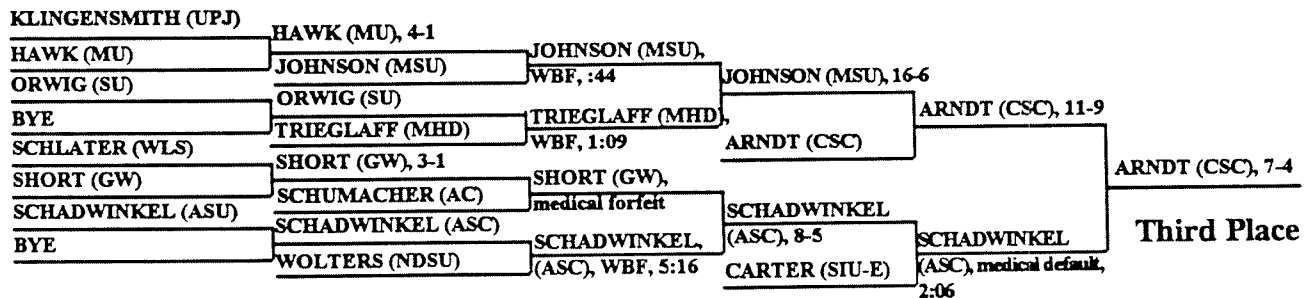 KLINGENSMITH (UPJ)
HAWK (MU)
ORWIG (SU)
BYE
SCHLATER (WLS)
SHORT (GW)
SCHADWINKEL (ASU)
BYE
HAWK (MU), 4-1
JOHNSON (MSU)
ORWIG (SU)
TRIEGLAFF (MHD)
SHORT (GW), 3-1
SCHUMACHER (AC)
SCHADWINKEL (ASC)
WOLTERS (NDSU)
JOHNSON (MSU),
WBF, :44
TRIEGLAFF (MHD),
WBF, 1:09
SHORT (GW),
medical forfeit
SCHADWINKEL,
(ASC), WBF, 5:16
JOHNSON (MSU), 16-6
ARNDT (CSC)
SCHADWINKEL
(ASC), 8-5
CARTER (SIU-E)
ARNDT (CSC), 11-9
SCHADWINKEL
(ASC), medical default,
2:06
ARNDT (CSC), 7-4
Third Place